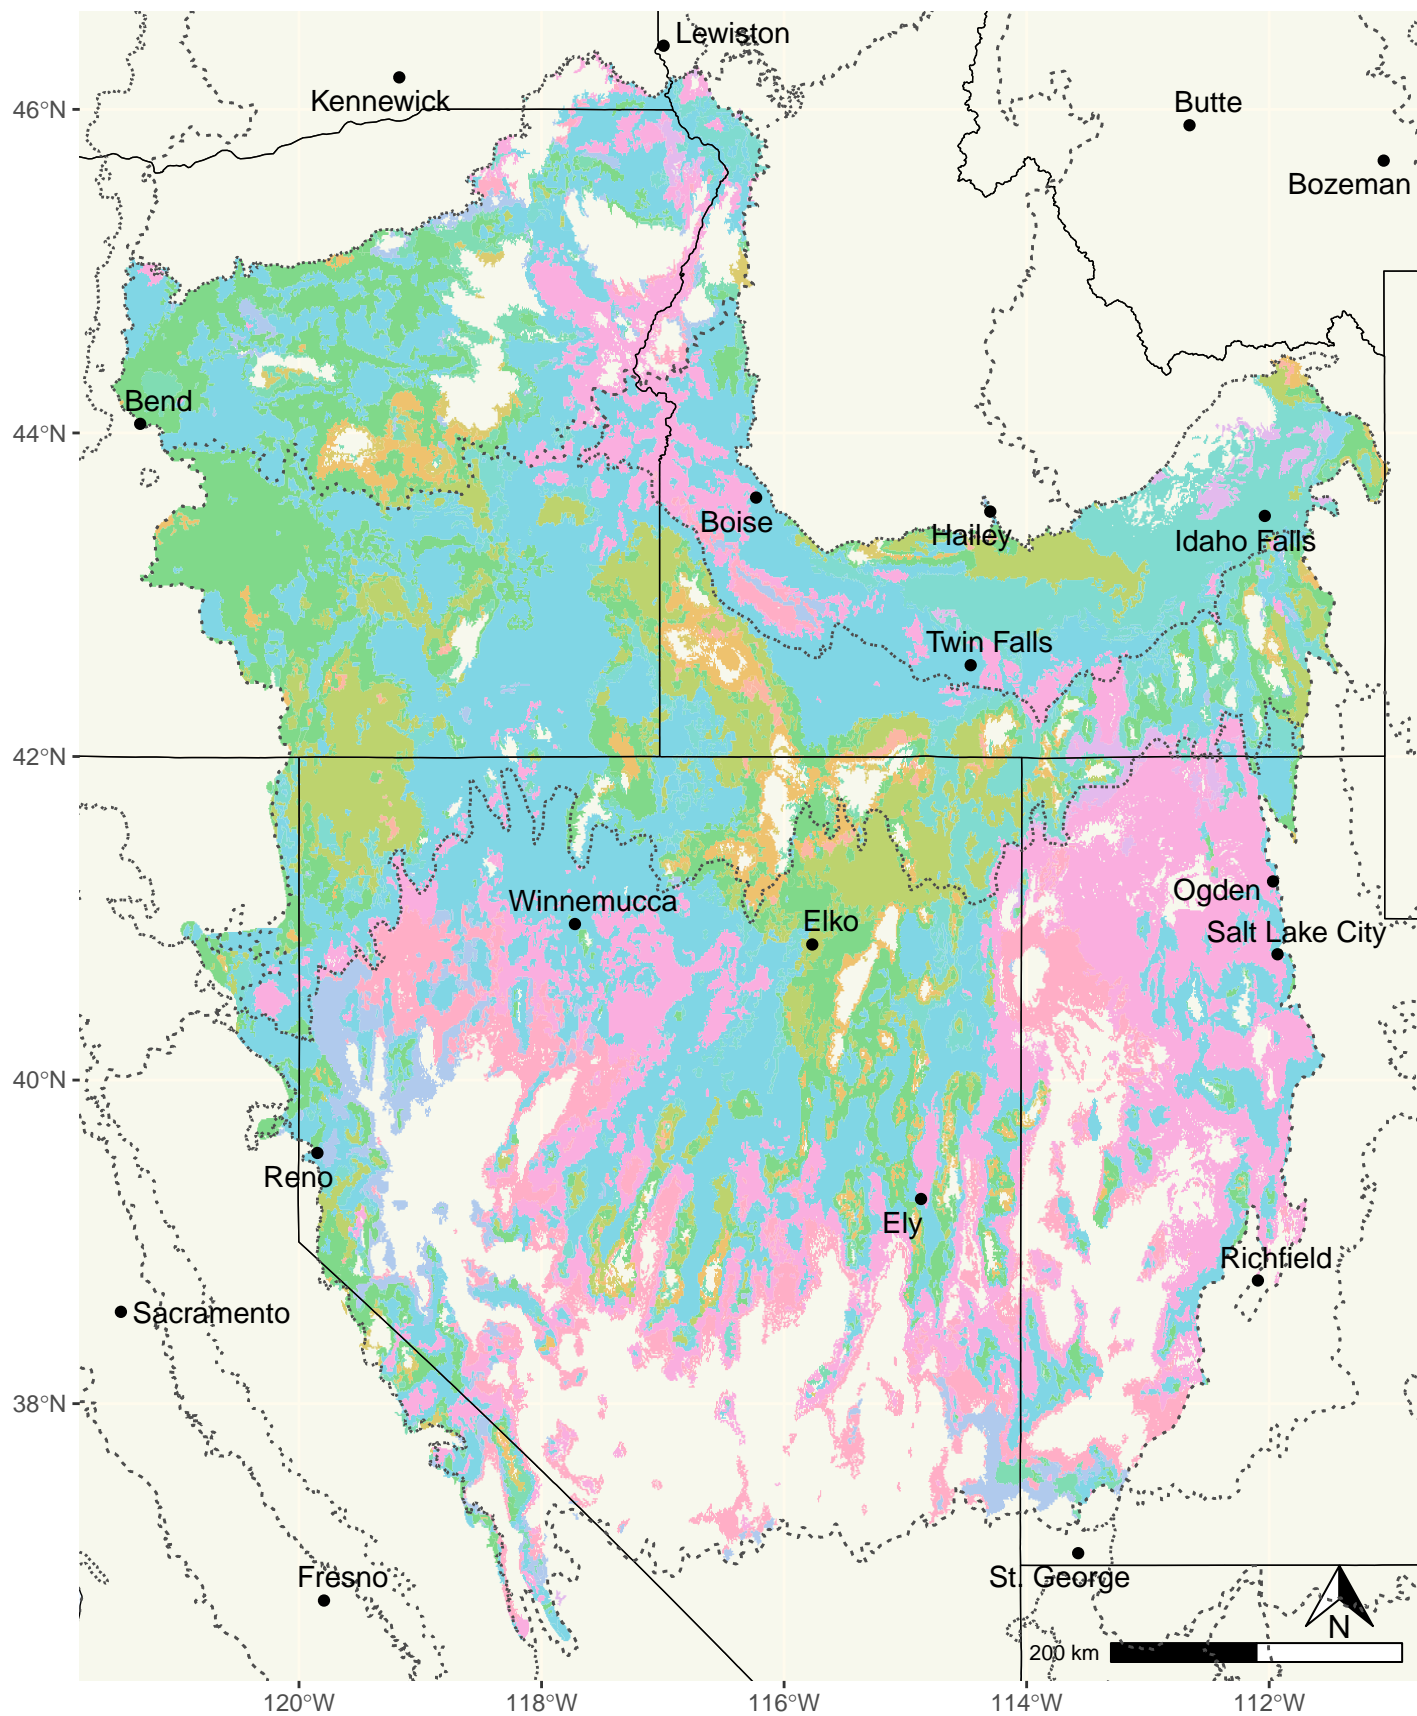 Lewiston
Kennewick
46°N
Butte
Bozeman
Bend
44°N
Boise
Hailey
Idaho Falls
Twin Falls
42°N
Ogden
Winnemucca
Elko
Salt Lake City
40°N
Reno
Ely
Richfield
Sacramento
38°N
Fresno
St. George
N
200 km
120°W
118°W
116°W
114°W
112°W